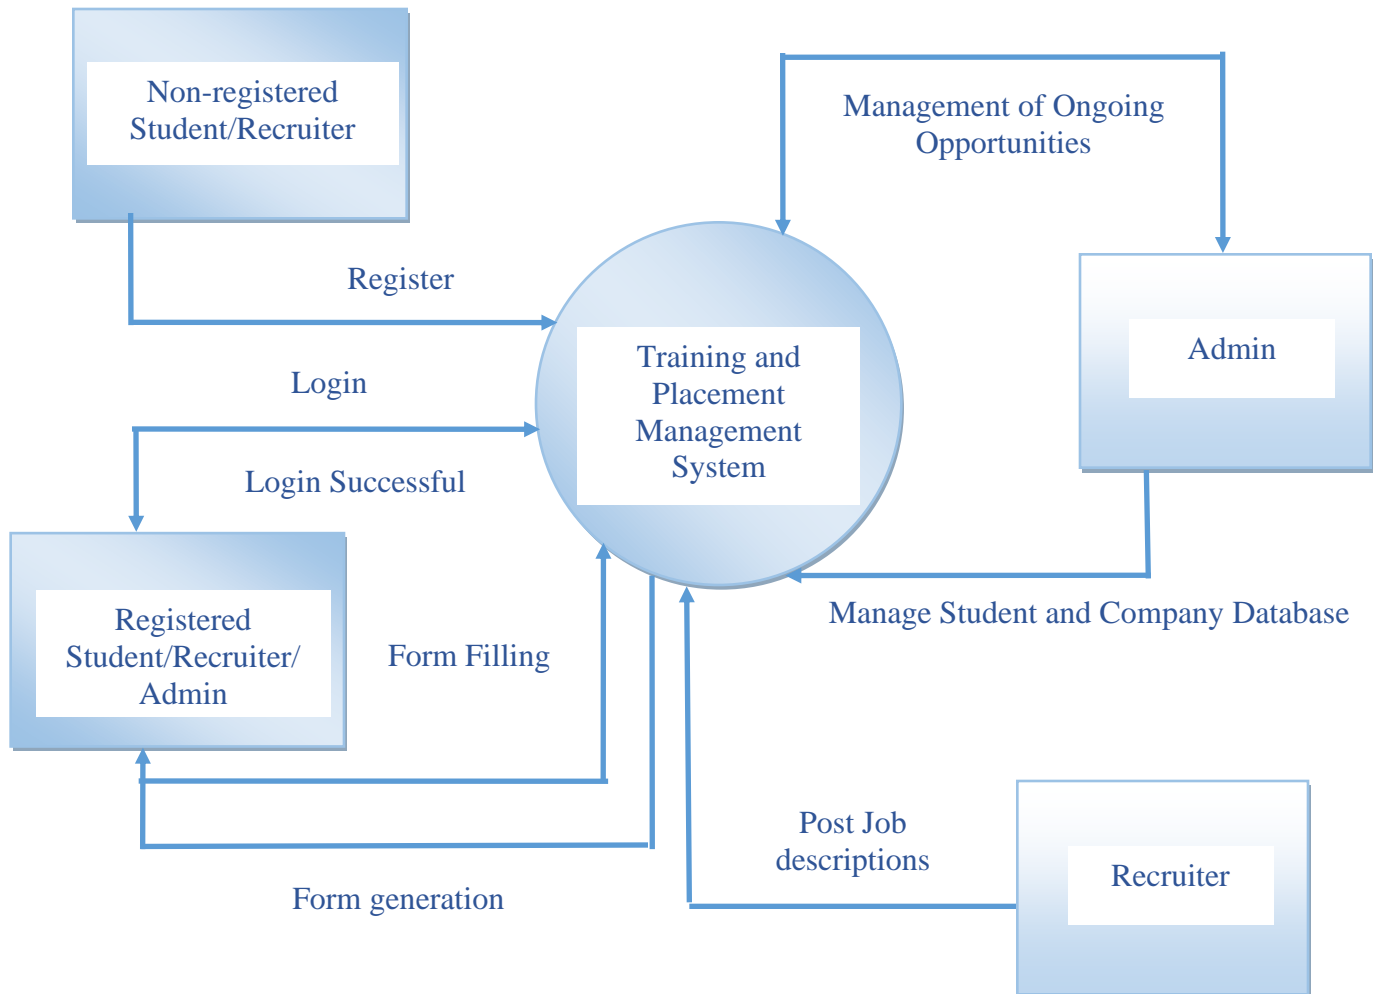 Non-registered
Student/Recruiter
Management of Ongoing
Opportunities
Register
Admin
Training and
Placement
Management
System
Login
Login Successful
Registered
Student/Recruiter/
Admin
Form Filling
Manage Student and Company Database
Post Job
descriptions
Recruiter
Form generation